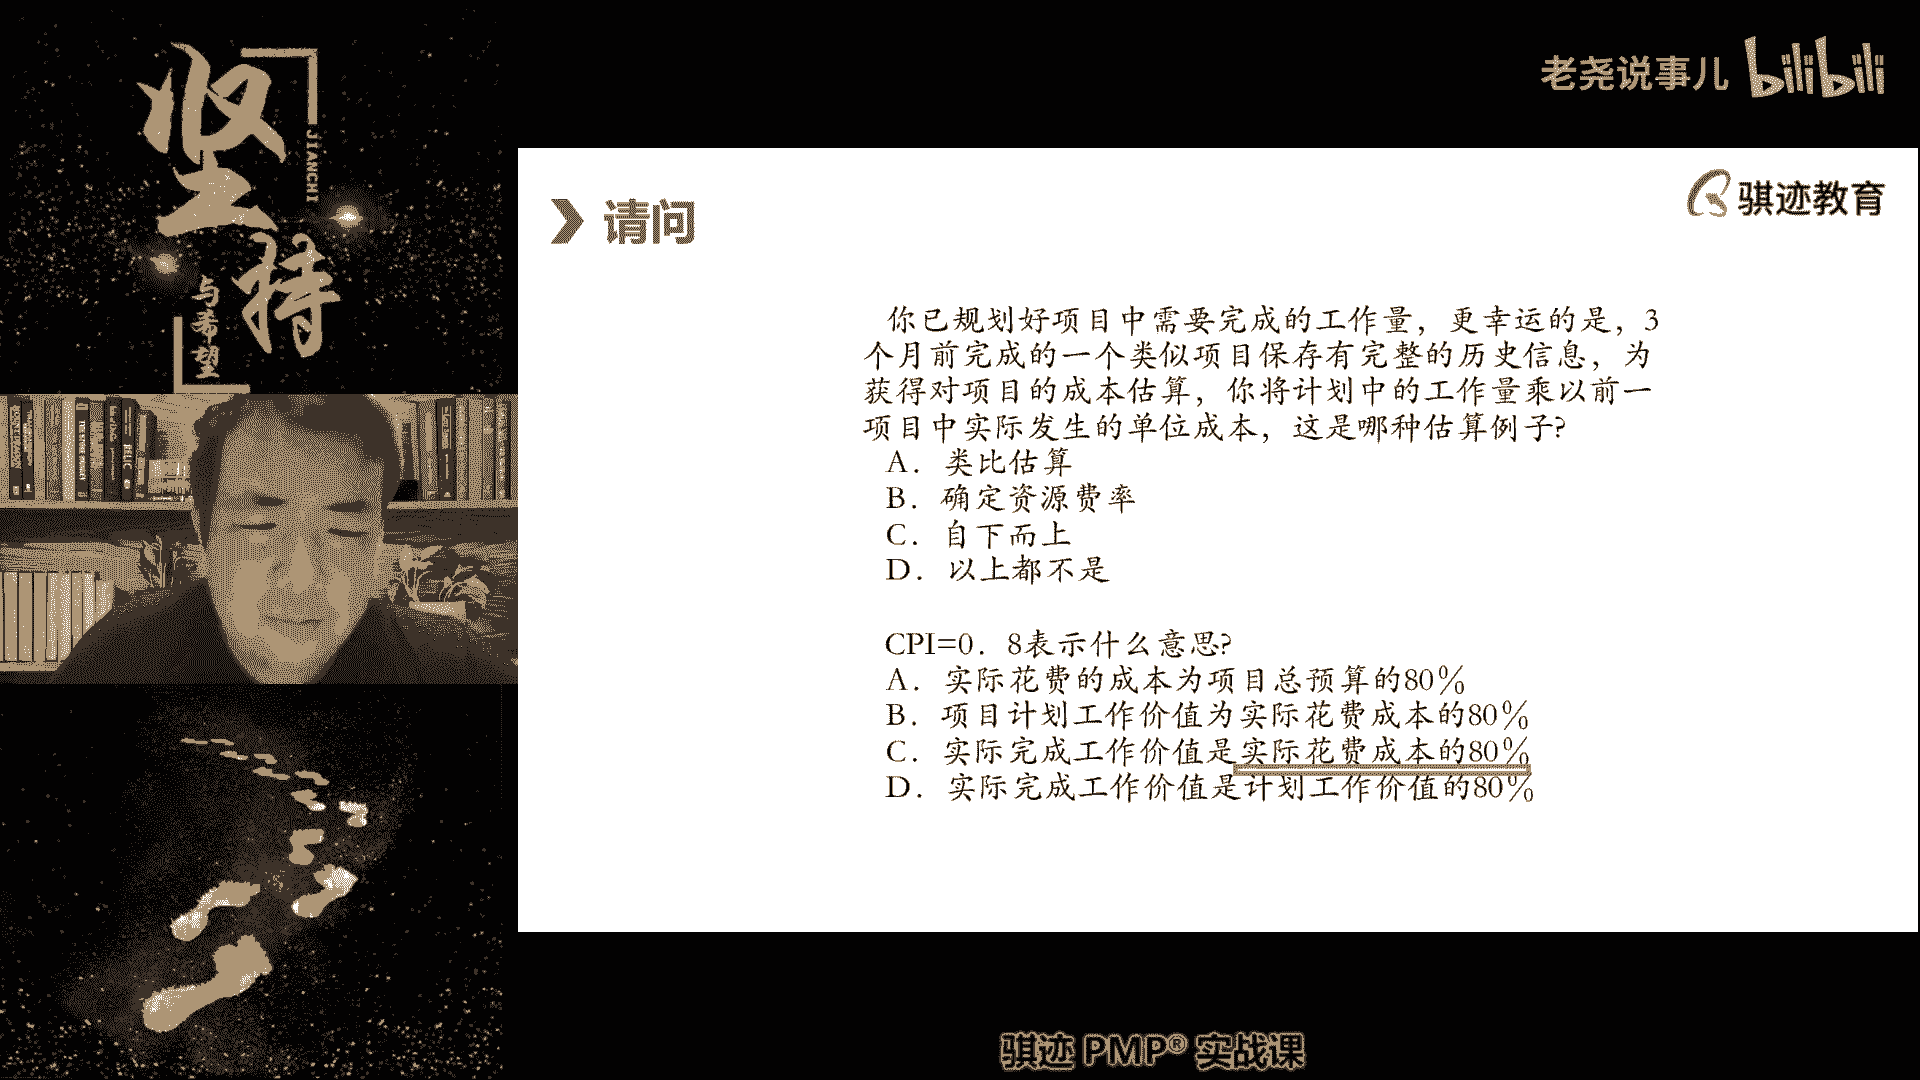 坚
JIANCHI
持
与希望
老尧说事儿 bilibili
骐迹教育
请问
你已规划好项目中需要完成的工作量，更幸运的是，3
个月前完成的一个类似项目保存有完整的历史信息，为
获得对项目的成本估算，你将计划中的工作量乘以前一
项目中实际发生的单位成本，这是哪种估算例子?
A．类比估算
B．确定资源费率
C．自下而上
D．以上都不是
CPI=0．8表示什么意思?
A．实际花费的成本为项目总预算的80％
B．项目计划工作价值为实际花费成本的80％
C．实际完成工作价值是实际花费成本的80％
D．实际完成工作价值是计划工作价值的80％
骐迹 PMP® 实战课